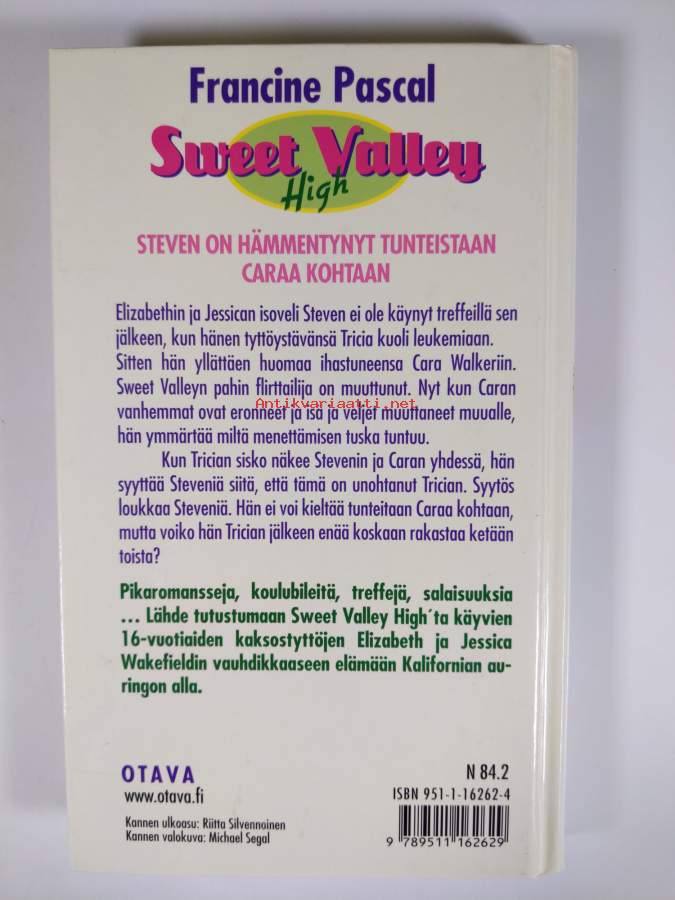 Francine Pascal
Sweet Valley
High
STEVEN ON HÄMMENTYNYT TUNTEISTAAN
CARAA KOHTAAN
Elizabethin ja Jessican isoveli Steven ei ole käynyt treffeillä sen
jälkeen, kun hänen tyttöystävänsä Tricia kuoli leukemiaan.
Sitten hän yllättäen huomaa ihastuneensa Cara Walkeriin.
Sweet Valleyn pahin flirttailija on muuttunut. Nyt kun Caran
Antikvariaatti.net
vanhemmat ovat eronneet ja isä ja veljet muuttaneet muualle,
hän ymmärtää miltä menettämisen tuska tuntuu.
Kun Trician sisko näkee Stevenin ja Caran yhdessä, hän
syyttää Steveniä siitä, että tämä on unohtanut Trician. Syytös
loukkaa Steveniä. Hän ei voi kieltää tunteitaan Caraa kohtaan,
mutta voiko hän Trician jälkeen enää koskaan rakastaa ketään
toista?
Pikaromansseja, koulubileitä, treffejä, salaisuuksia
... Lähde tutustumaan Sweet Valley High´ta käyvien
16-vuotiaiden kaksostyttöjen Elizabeth ja Jessica
Wakefieldin vauhdikkaaseen elämään Kalifornian au-
ringon alla.
OTAVA
www.otava.fi
Kannen ulkoasu: Riitta Silvennoinen
Kannen valokuva: Michael Segal
N 84.2
ISBN 951-1-16262-4
9 789511 162629